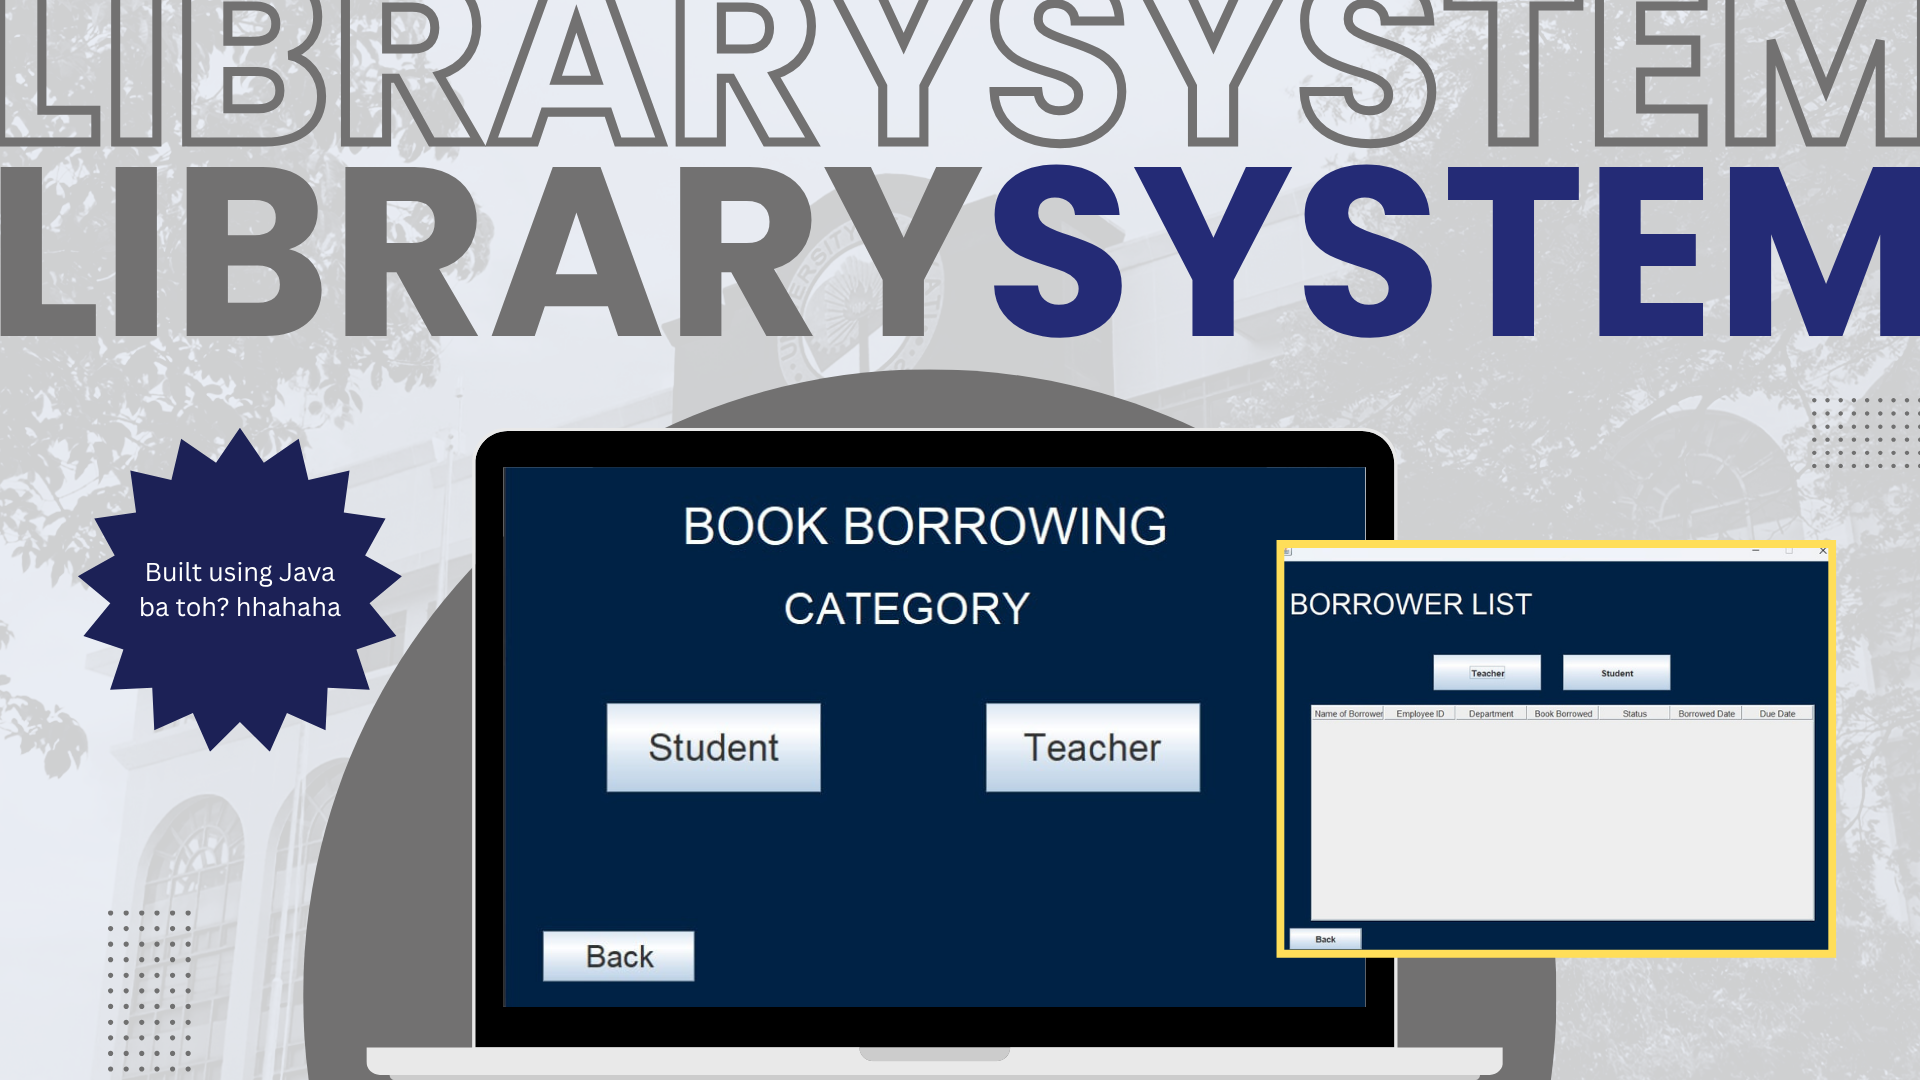 LIBRARYSYSTEM
LIBRARYSYSTEM
Built using Java
ba toh? hhahaha
BOOK BORROWING
CATEGORY
Student
Teacher
Back
BORROWER LIST
Teacher
Student
Name of Borrower
Employee ID
Department
Book Borrowed
Status
Borrowed Date
Due Date
Back